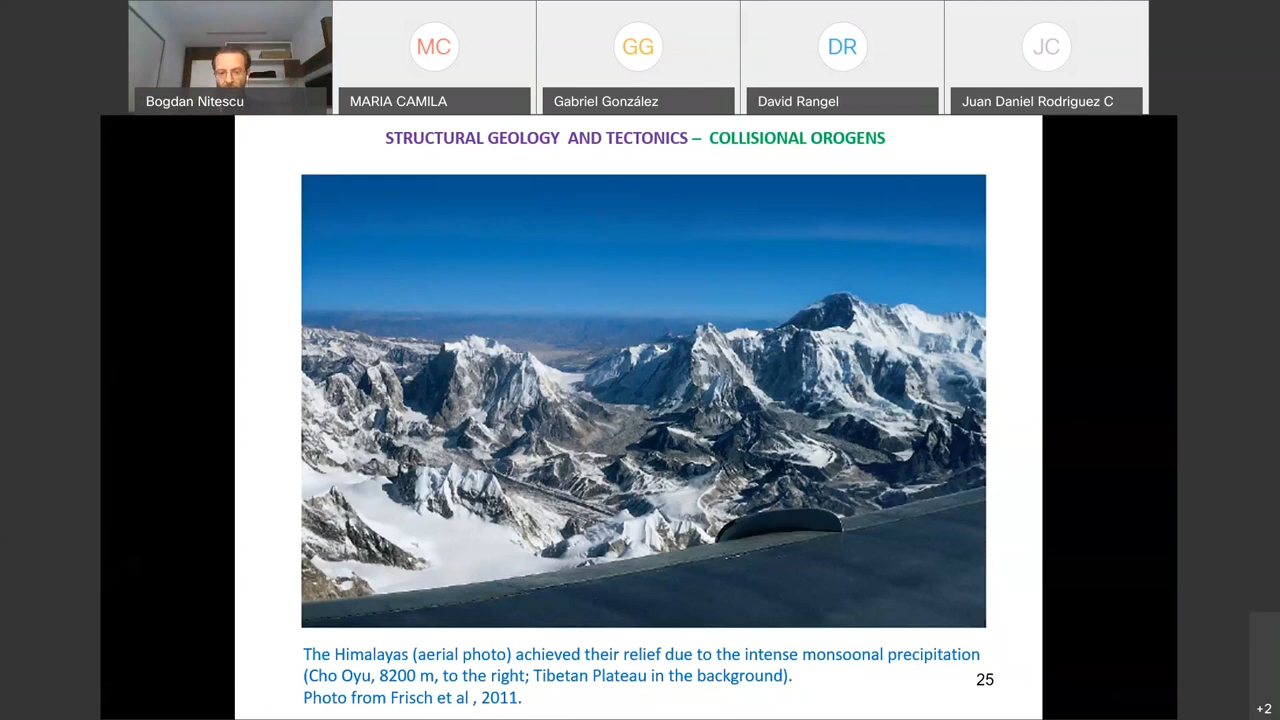 MC
GG
DR
JC
Bogdan Nitescu
MARIA CAMILA
Gabriel González
David Rangel
Juan Daniel Rodriguez C
STRUCTURAL GEOLOGY AND TECTONICS – COLLISIONAL OROGENS
The Himalayas (aerial photo) achieved their relief due to the intense monsoonal precipitation
(Cho Oyu, 8200 m, to the right; Tibetan Plateau in the background).
Photo from Frisch et al , 2011.
25
+2